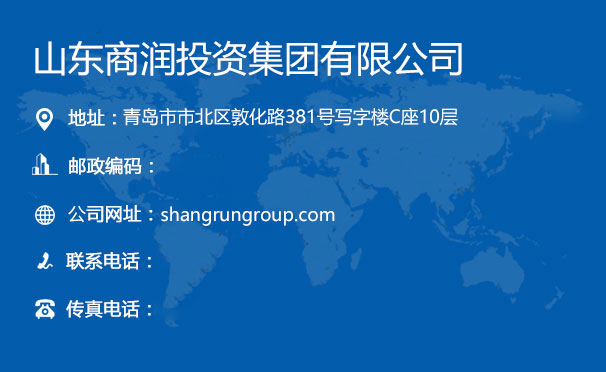 山东商润投资集团有限公司
地址：青岛市市北区敦化路381号写字楼C座10层
邮政编码：
公司网址：shangrungroup.com
联系电话：
传真电话：